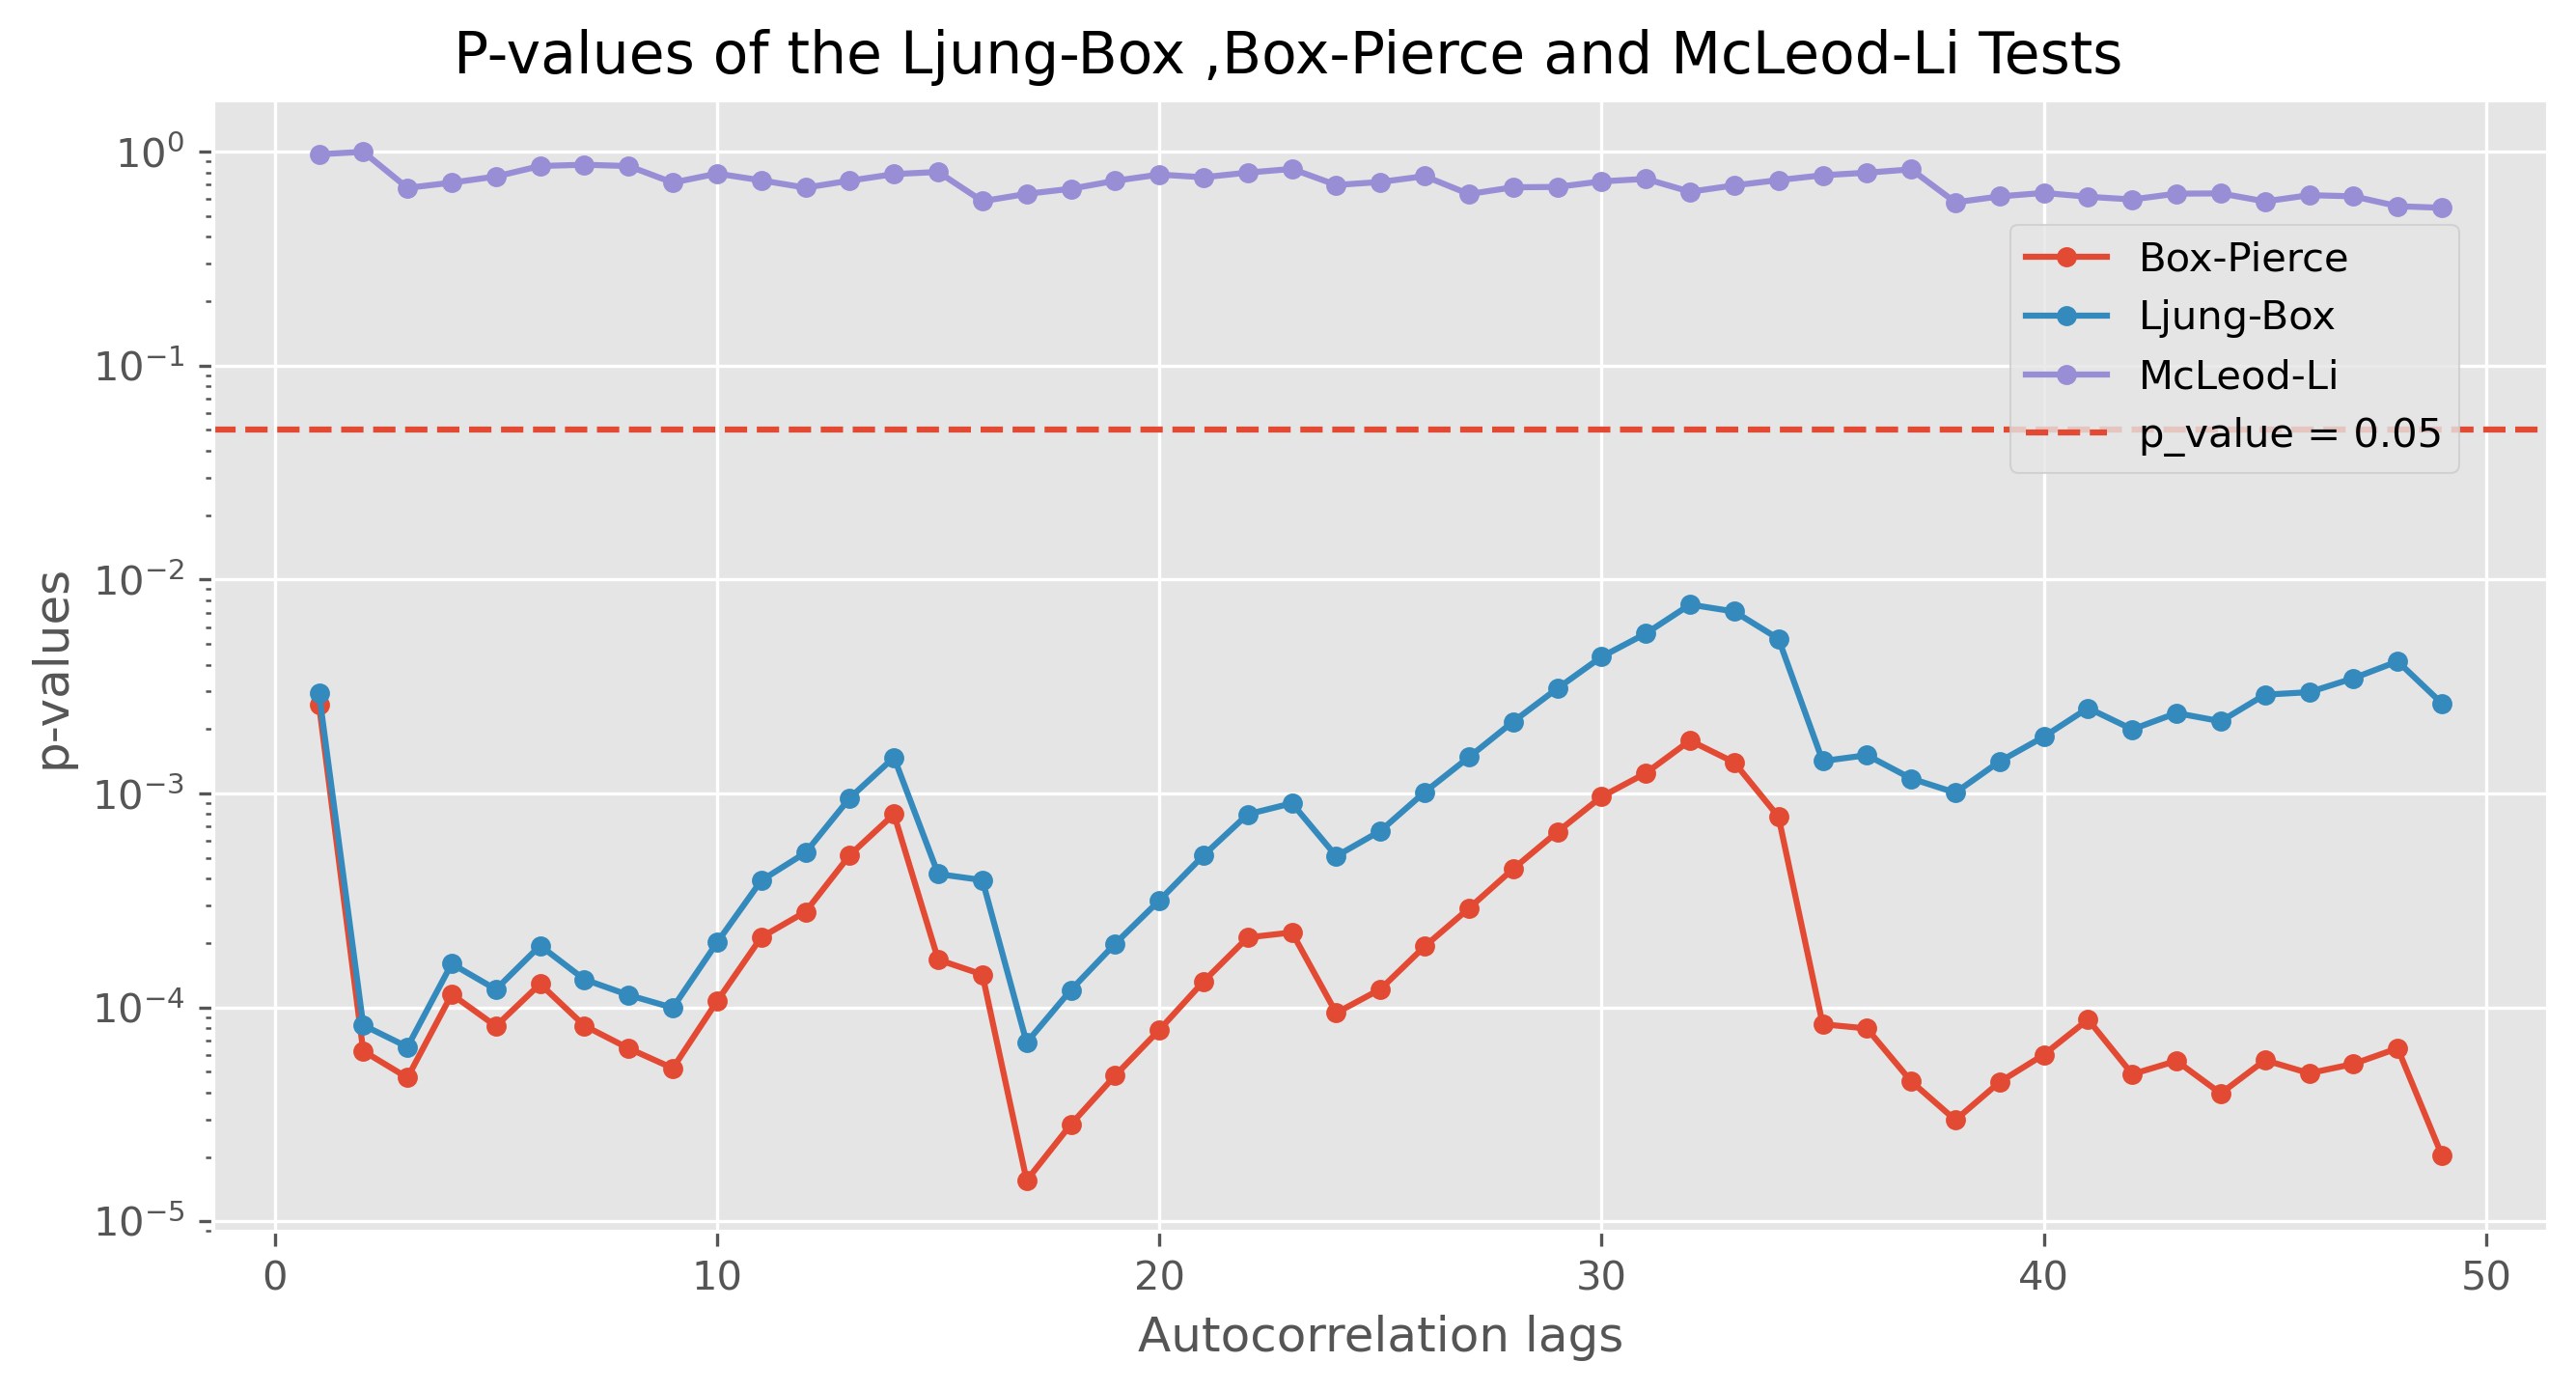 P-values of the Ljung-Box ,Box-Pierce and McLeod-Li Tests
10⁰
10⁻¹
10⁻²
10⁻³
10⁻⁴
10⁻⁵
p-values
Box-Pierce
Ljung-Box
McLeod-Li
p_value = 0.05
0 10 20 30 40 50
Autocorrelation lags